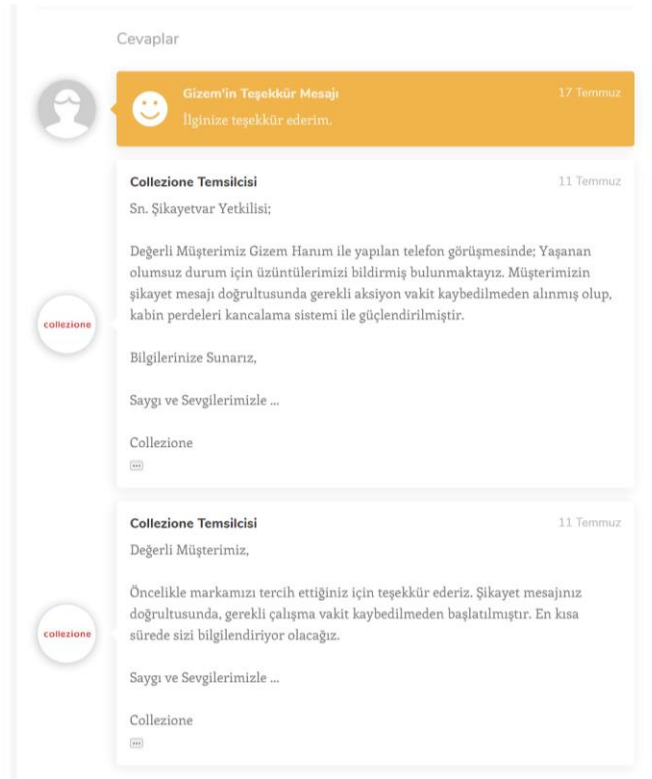 Cevaplar
Gizem'in Teşekkür Mesajı
17 Temmuz
İlginize teşekkür ederim.
Collezione Temsilcisi
11 Temmuz
Sn. Şikayetvar Yetkilisi;
Değerli Müşterimiz Gizem Hanım ile yapılan telefon görüşmesinde; Yaşanan
olumsuz durum için üzüntülerimizi bildirmiş bulunmaktayız. Müşterimizin
şikayet mesajı doğrultusunda gerekli aksiyon vakit kaybedilmeden alınmış olup,
kabin perdeleri kancalama sistemi ile güçlendirilmiştir.
collezione
Bilgilerinize Sunarız,
Saygı ve Sevgilerimizle ...
Collezione
Collezione Temsilcisi
11 Temmuz
Değerli Müşterimiz,
Öncelikle markamızı tercih ettiğiniz için teşekkür ederiz. Şikayet mesajınız
doğrultusunda, gerekli çalışma vakit kaybedilmeden başlatılmıştır. En kısa
sürede sizi bilgilendiriyor olacağız.
collezione
Saygı ve Sevgilerimizle ...
Collezione